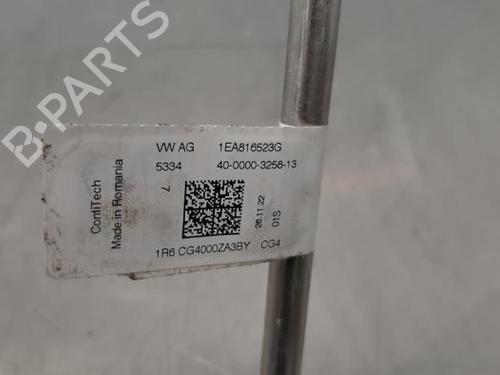 B-PARTS
VW AG 1EA816523G
5334 40-0000-3258-13
7
ContiTech
Made in Romania
26.11.22
01S
1R6 CG4000ZA3BY CG4